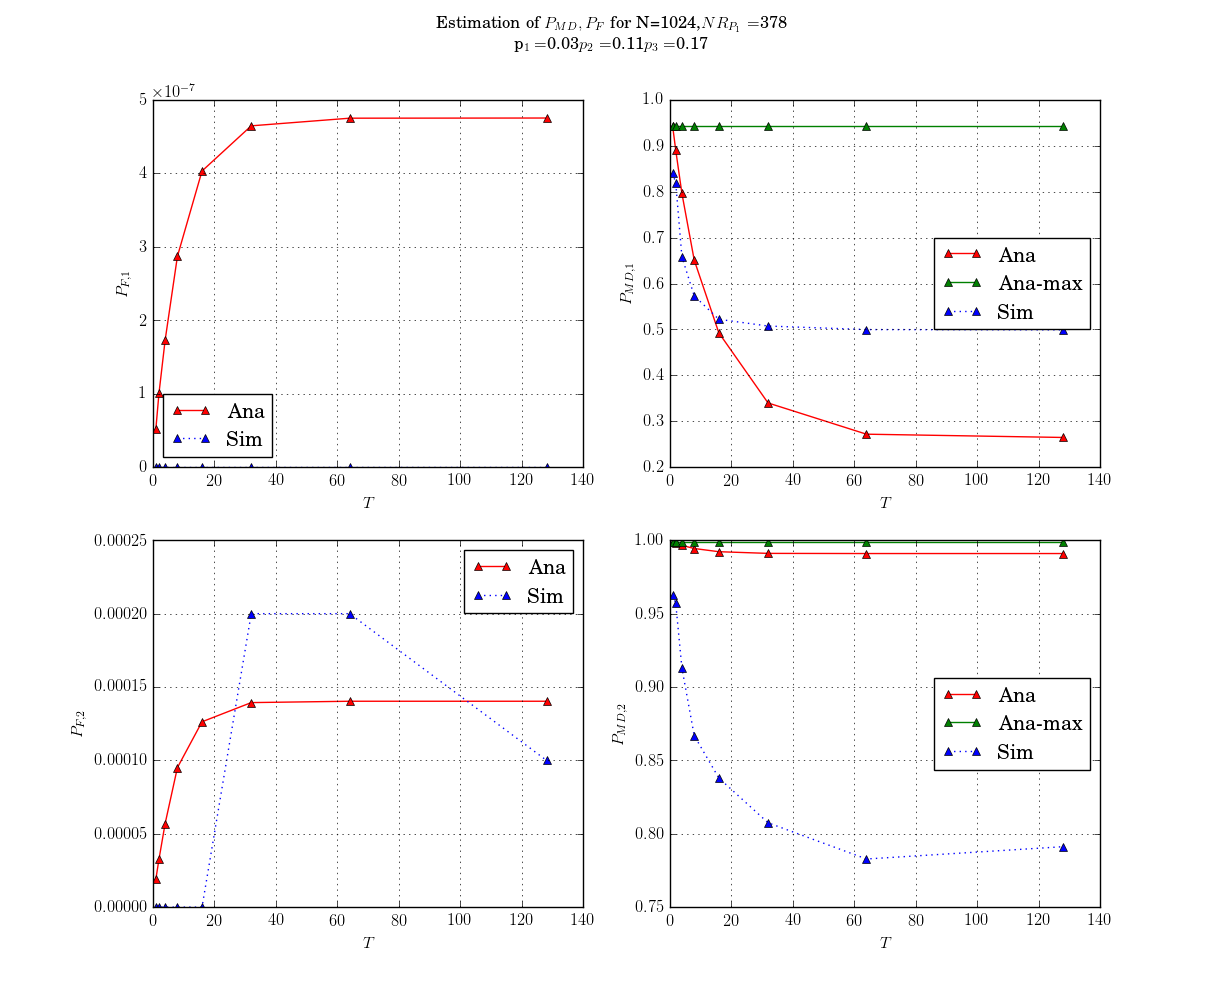 Estimation of P_{MD}, P_F for N=1024,NR_{P_1} =378
p_1 =0.03p_2 =0.11p_3 =0.17
×10^{-7}
5
4
3
2
1
0
P_{F,1}
Ana
Sim
0 20 40 60 80 100 120 140
T
1.0
0.9
0.8
0.7
0.6
0.5
0.4
0.3
0.2
P_{MD,1}
Ana
Ana-max
Sim
0 20 40 60 80 100 120 140
T
0.00025
0.00020
0.00015
0.00010
0.00005
0.00000
P_{F,2}
Ana
Sim
0 20 40 60 80 100 120 140
T
1.00
0.95
0.90
0.85
0.80
0.75
P_{MD,2}
Ana
Ana-max
Sim
0 20 40 60 80 100 120 140
T